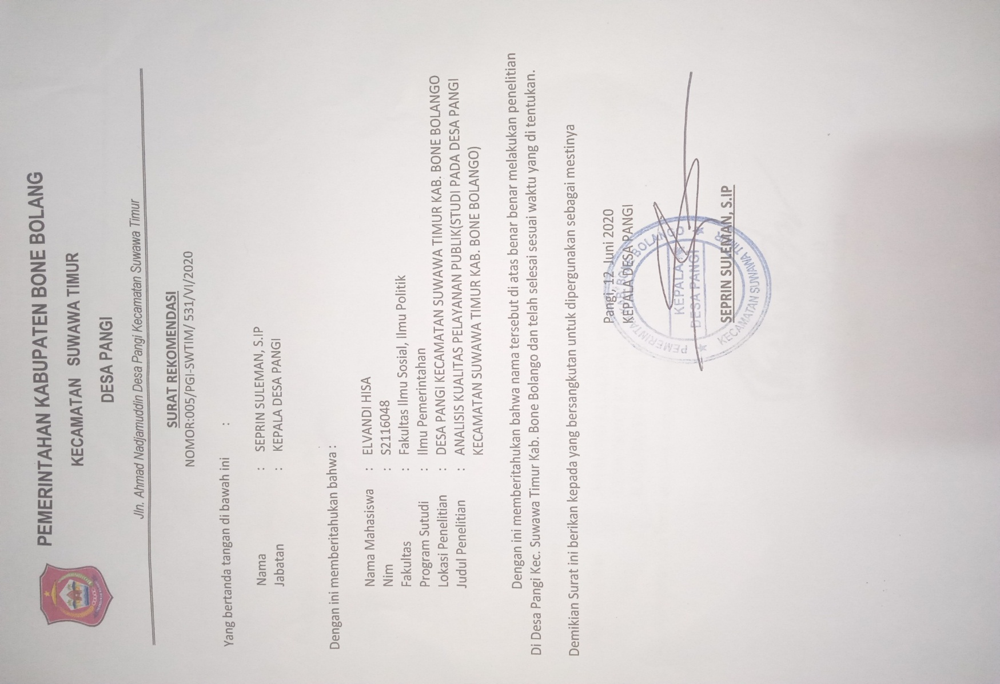 PEMERINTAHAN KABUPATEN BONE BOLANG
KECAMATAN SUWAWA TIMUR
DESA PANGI
Jln. Ahmad Nadjamuddin Desa Pangi Kecamatan Suwawa Timur
SURAT REKOMENDASI
NOMOR:005/PGI-SWTIM/ 531/VI/2020
Yang bertanda tangan di bawah ini :
Nama : SEPRIN SULEMAN, S.IP
Jabatan : KEPALA DESA PANGI
Dengan ini memberitahukan bahwa :
Nama Mahasiswa : ELVANDI HISA
Nim : S2116048
Fakultas : Fakultas Ilmu Sosial, Ilmu Politik
Program Sutudi : Ilmu Pemerintahan
Lokasi Penelitian : DESA PANGI KECAMATAN SUWAWA TIMUR KAB. BONE BOLANGO
Judul Penelitian : ANALISIS KUALITAS PELAYANAN PUBLIK(STUDI PADA DESA PANGI
KECAMATAN SUWAWA TIMUR KAB. BONE BOLANGO)
Dengan ini memberitahukan bahwa nama tersebut di atas benar benar melakukan penelitian
Di Desa Pangi Kec. Suwawa Timur Kab. Bone Bolango dan telah selesai sesuai waktu yang di tentukan.
Demikian Surat ini berikan kepada yang bersangkutan untuk dipergunakan sebagai mestinya
Pangi, 12 Juni 2020
KEPALA DESA PANGI
KEPALA
DESA PANGI
KECAMATAN SUWAWA
SEPRIN SULEMAN, S.IP